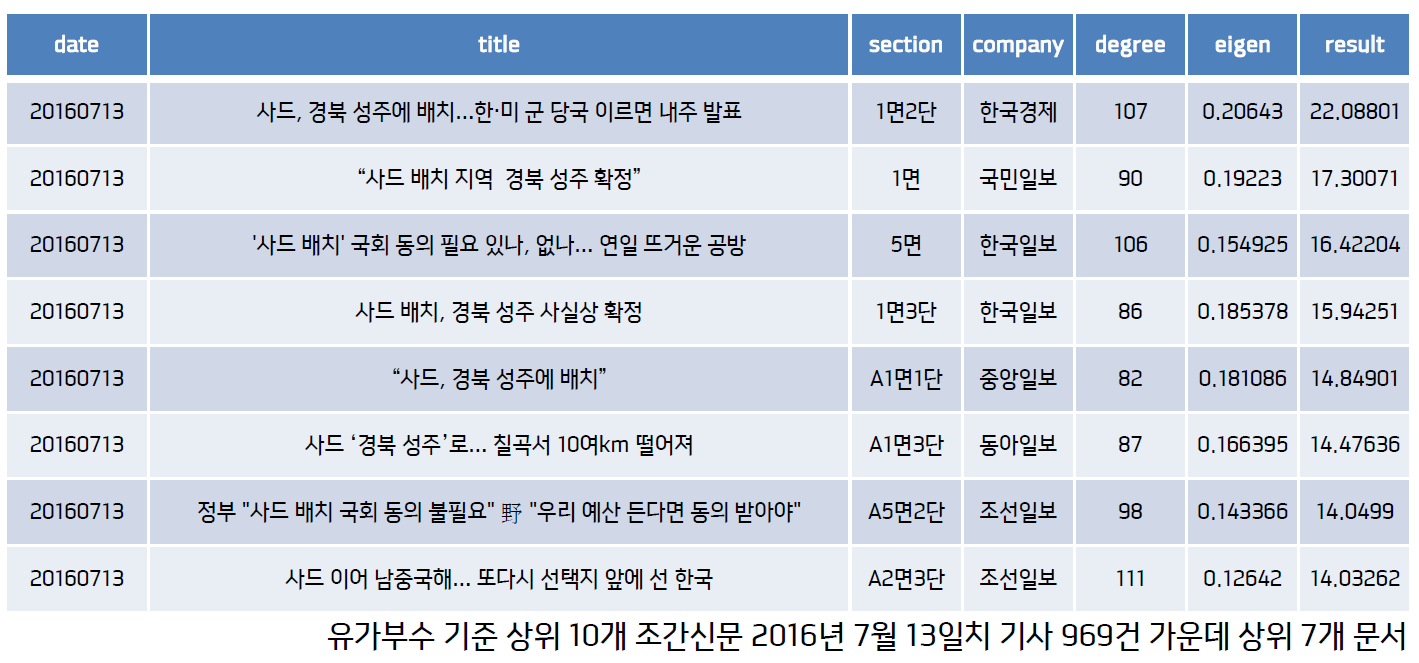 date title section company degree eigen result
20160713 사드, 경북 성주에 배치...한·미 군 당국 이르면 내주 발표 1면2단 한국경제 107 0.20643 22.08801
20160713 “사드 배치 지역 경북 성주 확정” 1면 국민일보 90 0.19223 17.30071
20160713 '사드 배치' 국회 동의 필요 있나, 없나... 연일 뜨거운 공방 5면 한국일보 106 0.154925 16.42204
20160713 사드 배치, 경북 성주 사실상 확정 1면3단 한국일보 86 0.185378 15.94251
20160713 “사드, 경북 성주에 배치” A1면1단 중앙일보 82 0.181086 14.84901
20160713 사드 ‘경북 성주’로... 칠곡서 10여km 떨어져 A1면3단 동아일보 87 0.166395 14.47636
20160713 정부 "사드 배치 국회 동의 불필요" 野 "우리 예산 든다면 동의 받아야" A5면2단 조선일보 98 0.143366 14.0499
20160713 사드 이어 남중국해... 또다시 선택지 앞에 선 한국 A2면3단 조선일보 111 0.12642 14.03262
유가부수 기준 상위 10개 조간신문 2016년 7월 13일치 기사 969건 가운데 상위 7개 문서